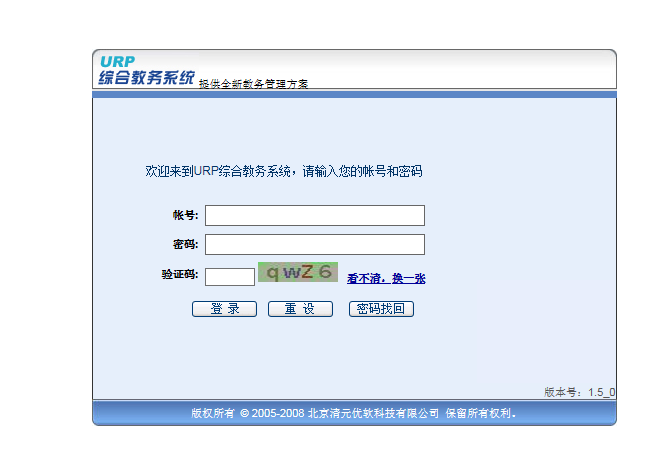 URP
综合教务系统 提供全新教务管理方案
欢迎来到URP综合教务系统，请输入您的帐号和密码
帐号:
密码:
验证码: qwZ6 看不清，换一张
登 录 重 设 密码找回
版本号：1.5_0
版权所有 © 2005-2008 北京清元优软科技有限公司 保留所有权利。